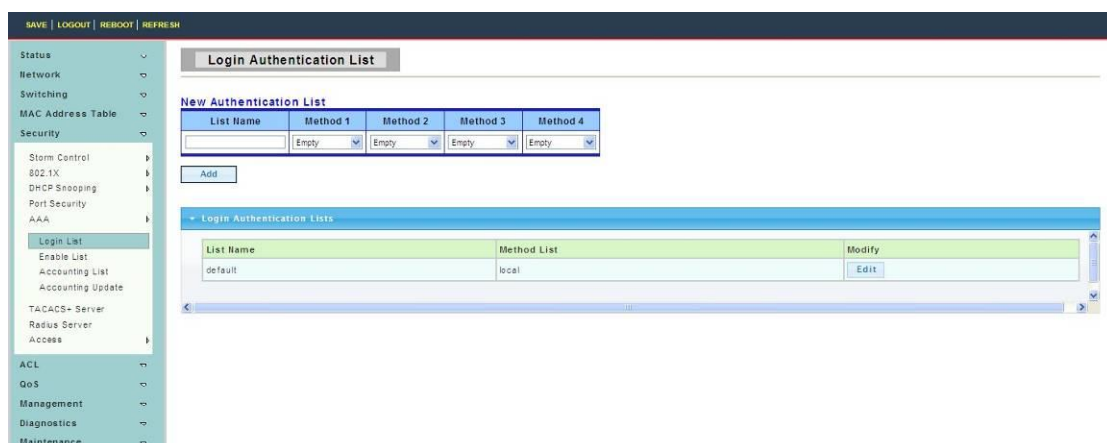 SAVE | LOGOUT | REBOOT | REFRESH
Status
Network
Switching
MAC Address Table
Security
Storm Control
802.1X
DHCP Snooping
Port Security
AAA
Login List
Enable List
Accounting List
Accounting Update
TACACS+ Server
Radius Server
Access
ACL
QoS
Management
Diagnostics
Maintenance
Login Authentication List
New Authentication List
List Name Method 1 Method 2 Method 3 Method 4
Empty Empty Empty Empty
Add
Login Authentication Lists
List Name Method List Modify
default local Edit